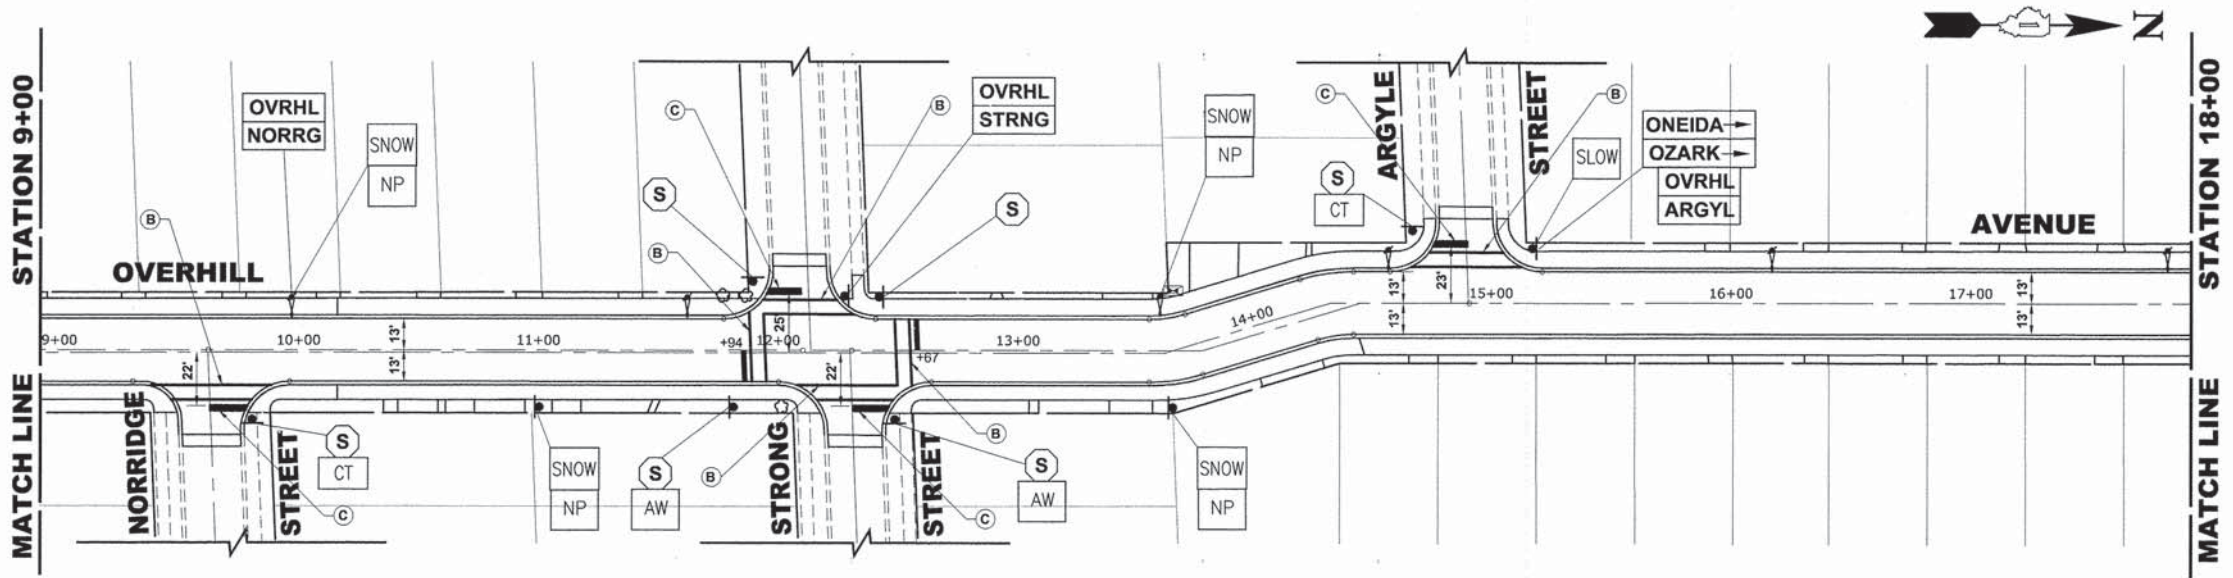 MATCH LINE STATION 9+00
OVERHILL
AVENUE
N
OVRHL
NORRG
SNOW
NP
C
B
OVRHL
STRNG
S
S
B
B
SNOW
NP
ARGYLE
STREET
C
B
S
CT
SLOW
ONEIDA
OZARK
OVRHL
ARGYL
9+00
10+00
11+00
+94
12+00
+67
13+00
14+00
15+00
16+00
17+00
22'
13'
13'
25'
22'
13'
13'
23'
13'
13'
NORRIDGE
STREET
S
CT
C
SNOW
NP
S
AW
B
STRONG
STREET
B
S
AW
C
SNOW
NP
MATCH LINE STATION 18+00